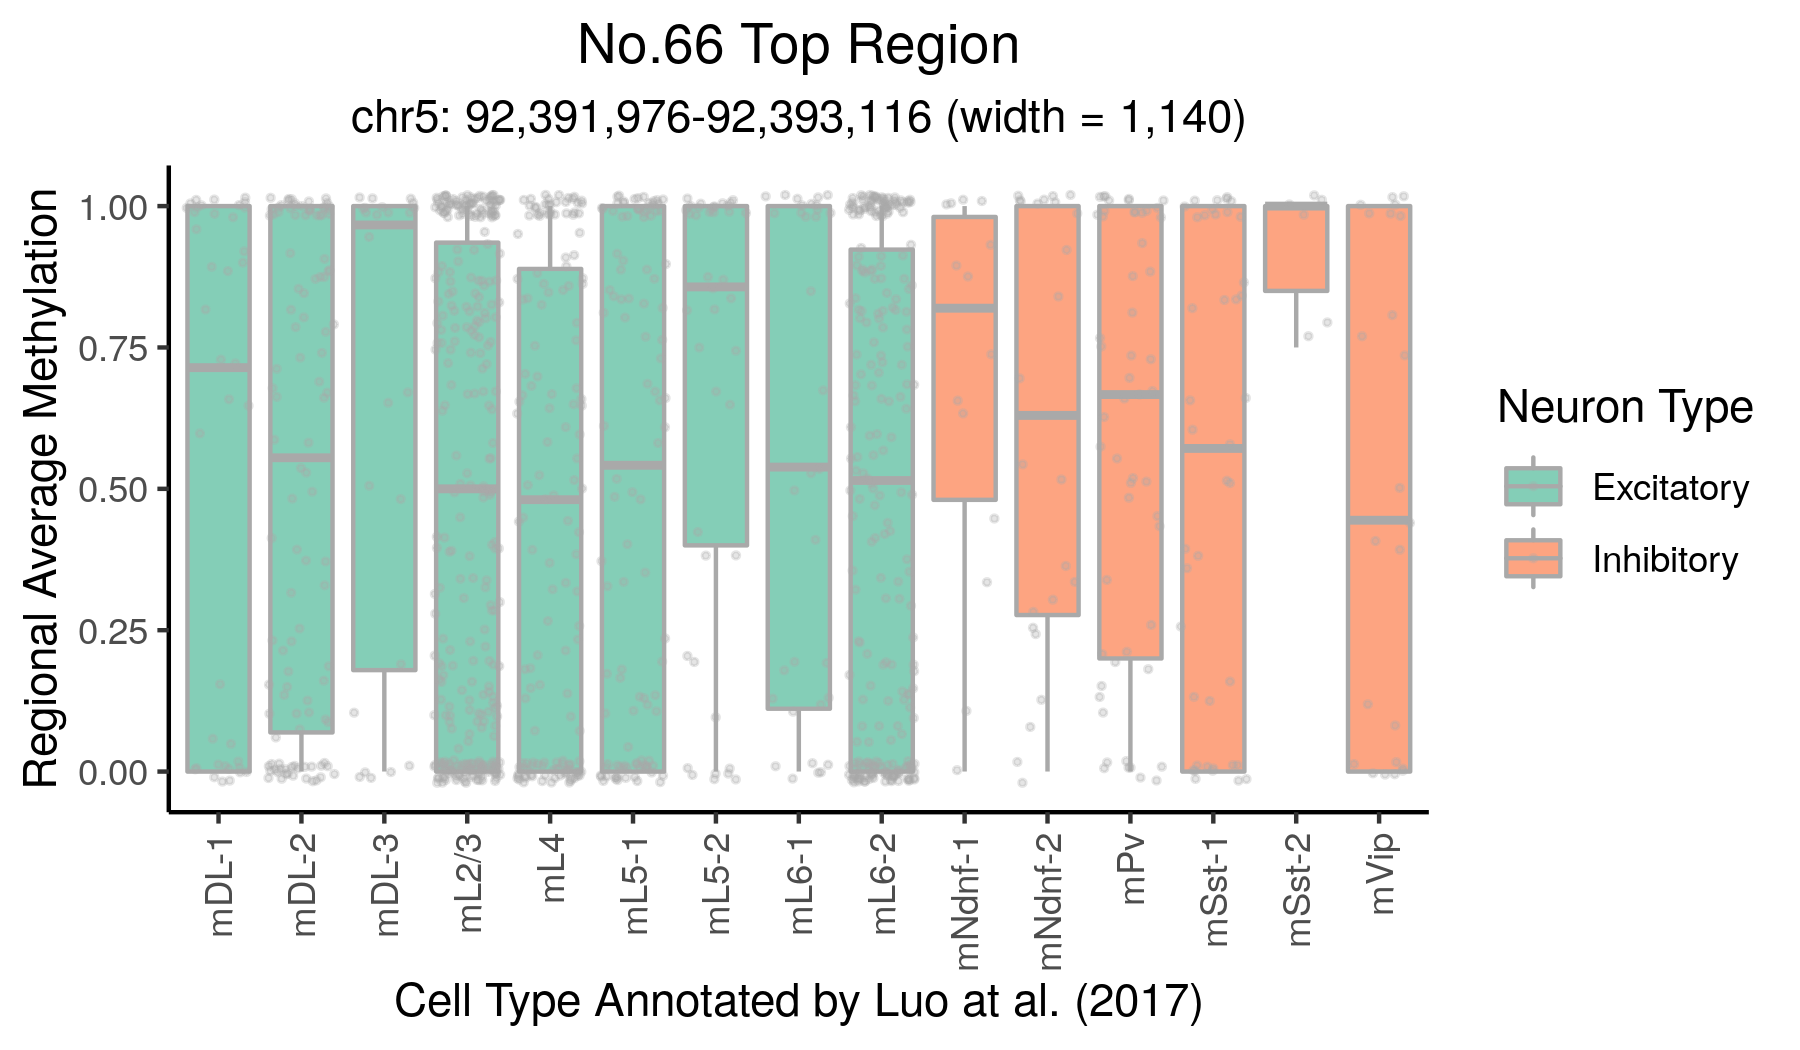 No.66 Top Region
chr5: 92,391,976-92,393,116 (width = 1,140)
Regional Average Methylation
1.00
0.75
0.50
0.25
0.00
mDL-1
mDL-2
mDL-3
mL2/3
mL4
mL5-1
mL5-2
mL6-1
mL6-2
mNdnf-1
mNdnf-2
mPv
mSst-1
mSst-2
mVip
Cell Type Annotated by Luo at al. (2017)
Neuron Type
Excitatory
Inhibitory